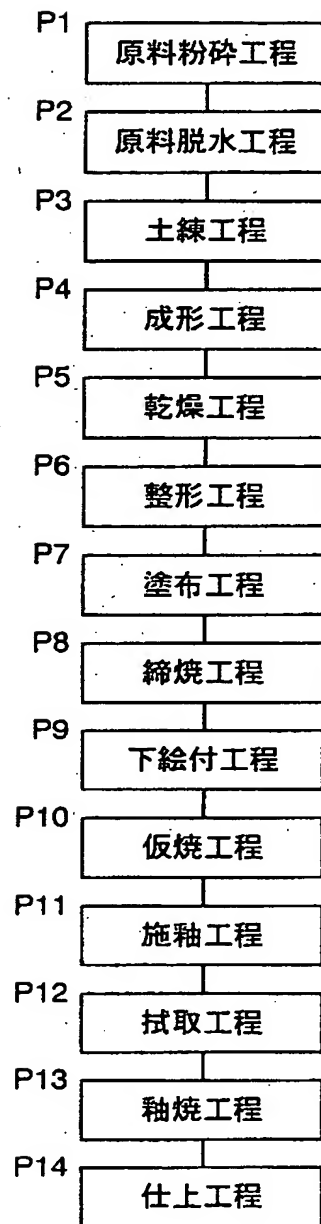 P1
原料粉砕工程
P2
原料脱水工程
P3
土練工程
P4
成形工程
P5
乾燥工程
P6
整形工程
P7
塗布工程
P8
締焼工程
P9
下絵付工程
P10
仮焼工程
P11
施釉工程
P12
拭取工程
P13
釉焼工程
P14
仕上工程